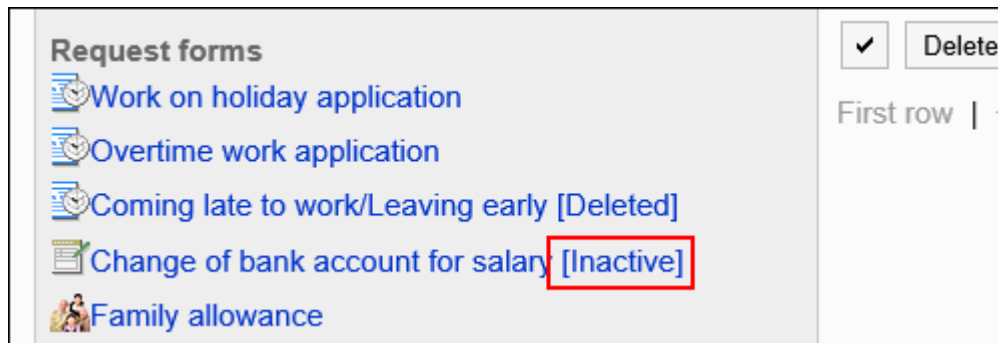 Request forms
Work on holiday application
Overtime work application
Coming late to work/Leaving early [Deleted]
Change of bank account for salary [Inactive]
Family allowance
Delete
First row |